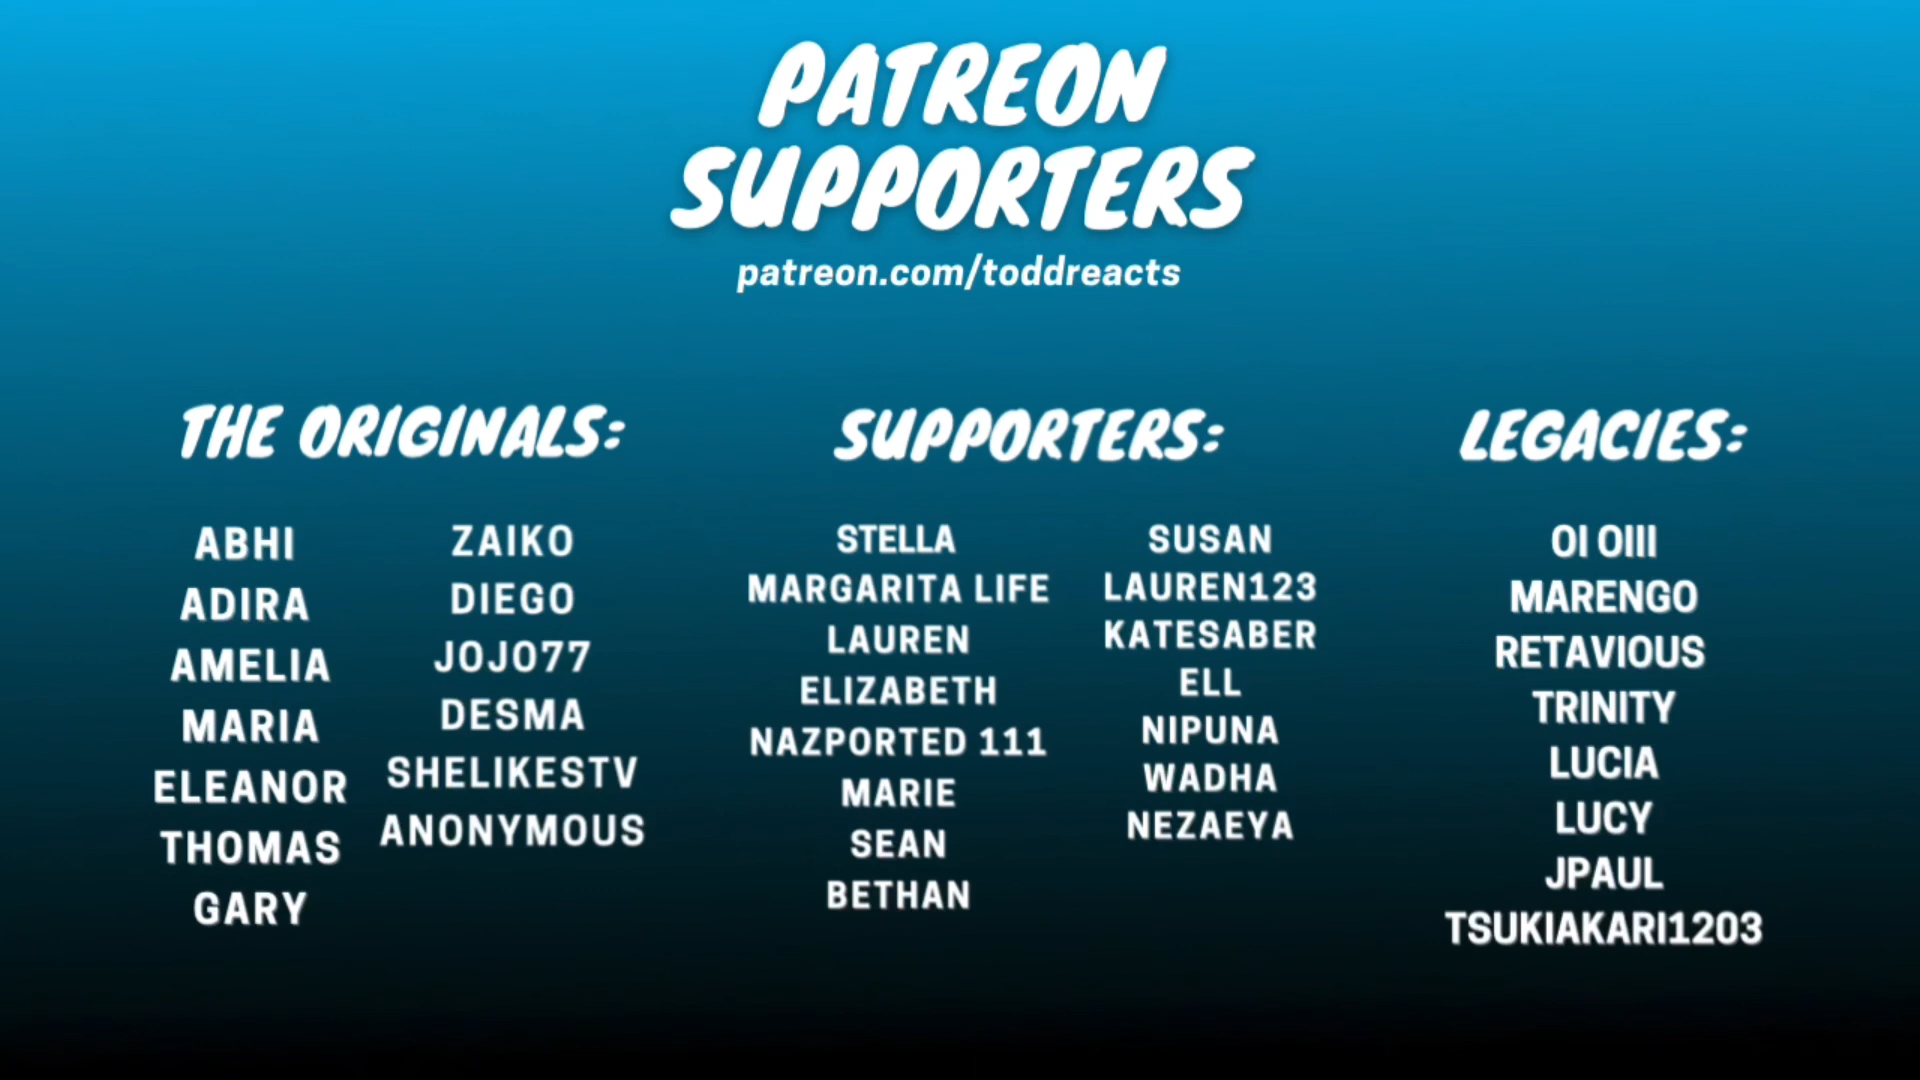 PATREON
SUPPORTERS
patreon.com/toddreacts
THE ORIGINALS:
ABHI
ADIRA
AMELIA
MARIA
ELEANOR
THOMAS
GARY
ZAIKO
DIEGO
JOJO77
DESMA
SHELIKESTV
ANONYMOUS
SUPPORTERS:
STELLA
MARGARITA LIFE
LAUREN
ELIZABETH
NAZPORTED 111
MARIE
SEAN
BETHAN
SUSAN
LAUREN123
KATESABER
ELL
NIPUNA
WADHA
NEZAEYA
LEGACIES:
OI OIII
MARENGO
RETAVIOUS
TRINITY
LUCIA
LUCY
JPAUL
TSUKIAKARI1203